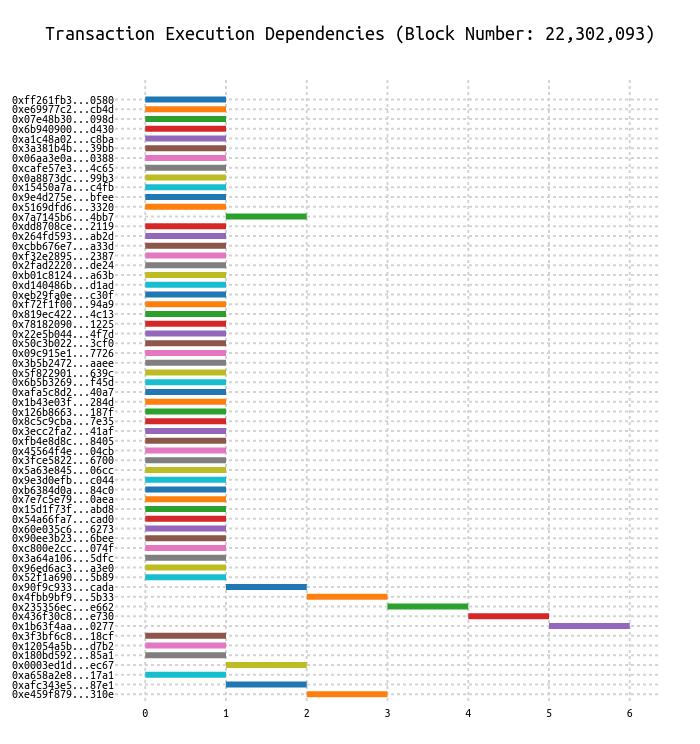 Transaction Execution Dependencies (Block Number: 22,302,093)
0xff261fb3...0580
0xe69977c2...cb4d
0x07e48b30...098d
0x6b940900...d430
0xa1c48a02...c8ba
0x3a381b4b...39bb
0x06aa3e0a...0388
0xcafe57e3...4c65
0x0a8873dc...99b3
0x15450a7a...c4fb
0x9e4d275e...bfee
0x5169dfd6...3320
0x7a7145b6...4bb7
0xdd8708ce...2119
0x264fd593...ab2d
0xcbb676e7...a33d
0xf32e2895...2387
0x2fad2220...de24
0xb01c8124...a63b
0xd140486b...d1ad
0xeb29fa0e...c30f
0xf72f1f00...94a9
0x819ec422...4c13
0x78182090...1225
0x22e5b044...4f7d
0x50c3b022...3cf0
0x09c915e1...7726
0x3b5b2472...aaee
0x5f822901...639c
0x6b5b3269...f45d
0xafa5c8d2...40a7
0x1b43e03f...284d
0x126b8663...187f
0x8c5c9cba...7e35
0x3ecc2fa2...41af
0xfb4e8d8c...8405
0x45564f4e...04cb
0x3fce5822...6700
0x5a63e845...06cc
0x9e3d0efb...c044
0xb6384d0a...84c0
0x7e7c5e79...0aea
0x15d1f73f...abd8
0x54a66fa7...cad0
0x60e035c6...6273
0x90ee3b23...6bee
0xc800e2cc...074f
0x3a64a106...5dfc
0x96ed6ac3...a3e0
0x52f1a690...5b89
0x90f9c933...cada
0x4fbb9bf9...5b33
0x235356ec...e662
0x436f30c8...e730
0x1b63f4aa...0277
0x3f3bf6c8...18cf
0x12054a5b...d7b2
0x180bd592...85a1
0x0003ed1d...ec67
0xa658a2e8...17a1
0xafc343e5...87e1
0xe459f879...310e
0 1 2 3 4 5 6